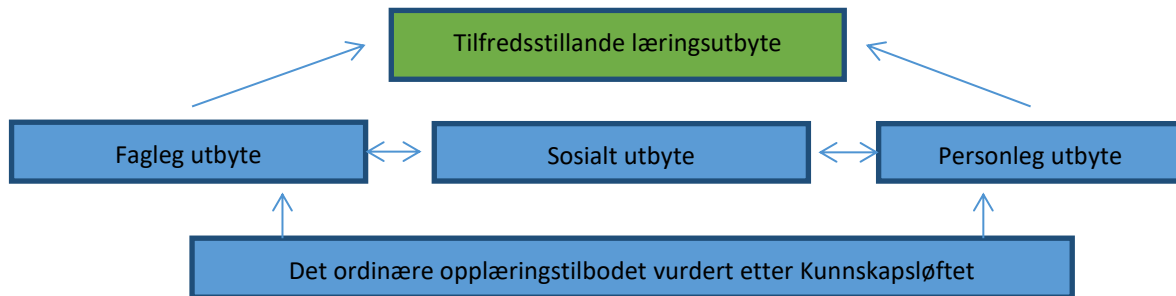 Tilfredsstillande læringsutbyte
Fagleg utbyte
Sosialt utbyte
Personleg utbyte
Det ordinære opplæringstilbodet vurdert etter Kunnskapsløftet